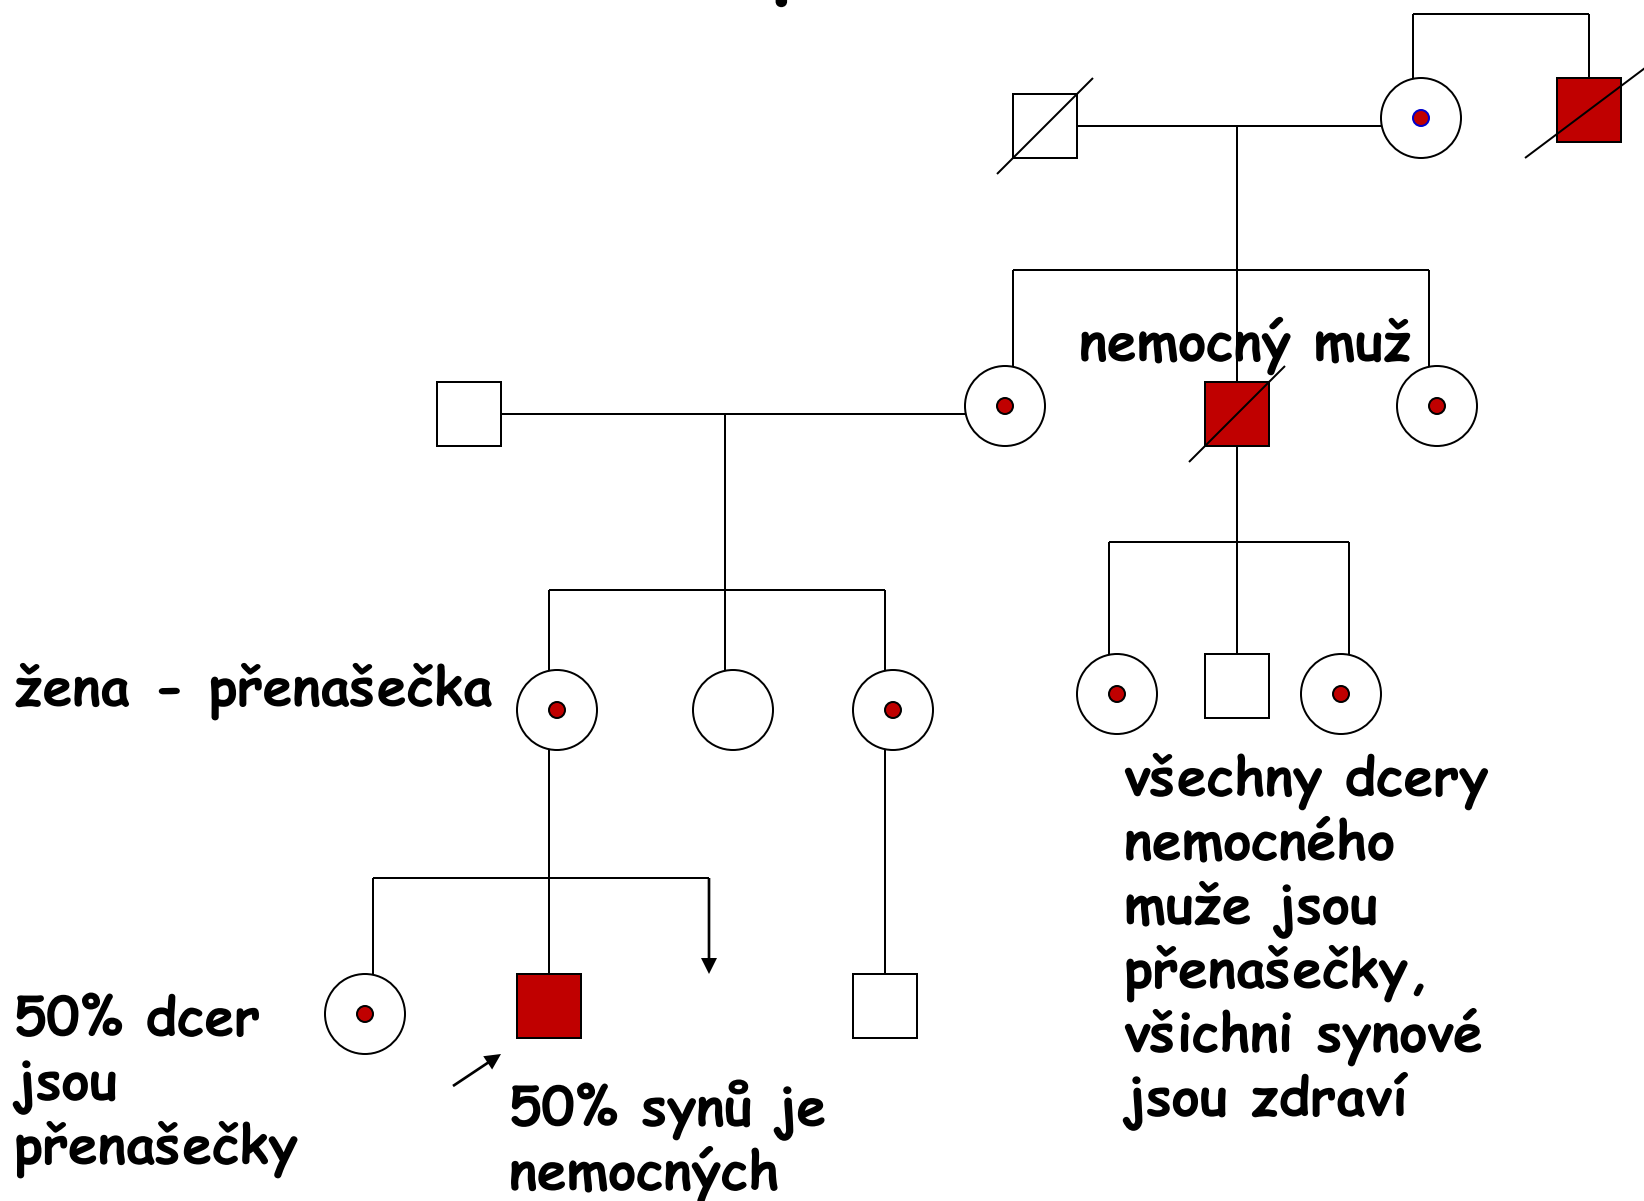 nemocný muž
žena - přenašečka
všechny dcery
nemocného
muže jsou
přenašečky,
všichni synové
jsou zdraví
50% dcer
jsou
přenašečky
50% synů je
nemocných